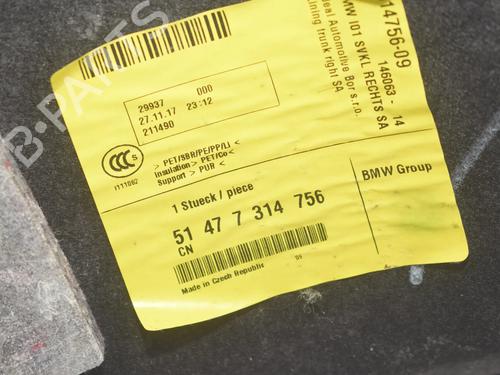 14756-09
146063 - 14
MW I01 SVKL RECHTS SA
deal Automotive Bor s.r.o.
ining trunk right SA
29937 000
27.11.17 23:12
211490
CCC
> PET/SBR/PE/PP/LI <
Insulation> PET/Co<
Support > PUR <
1 Stueck / piece
51 47 7 314 756
CN
Made in Czech Republic
BMW Group
B-PARTS